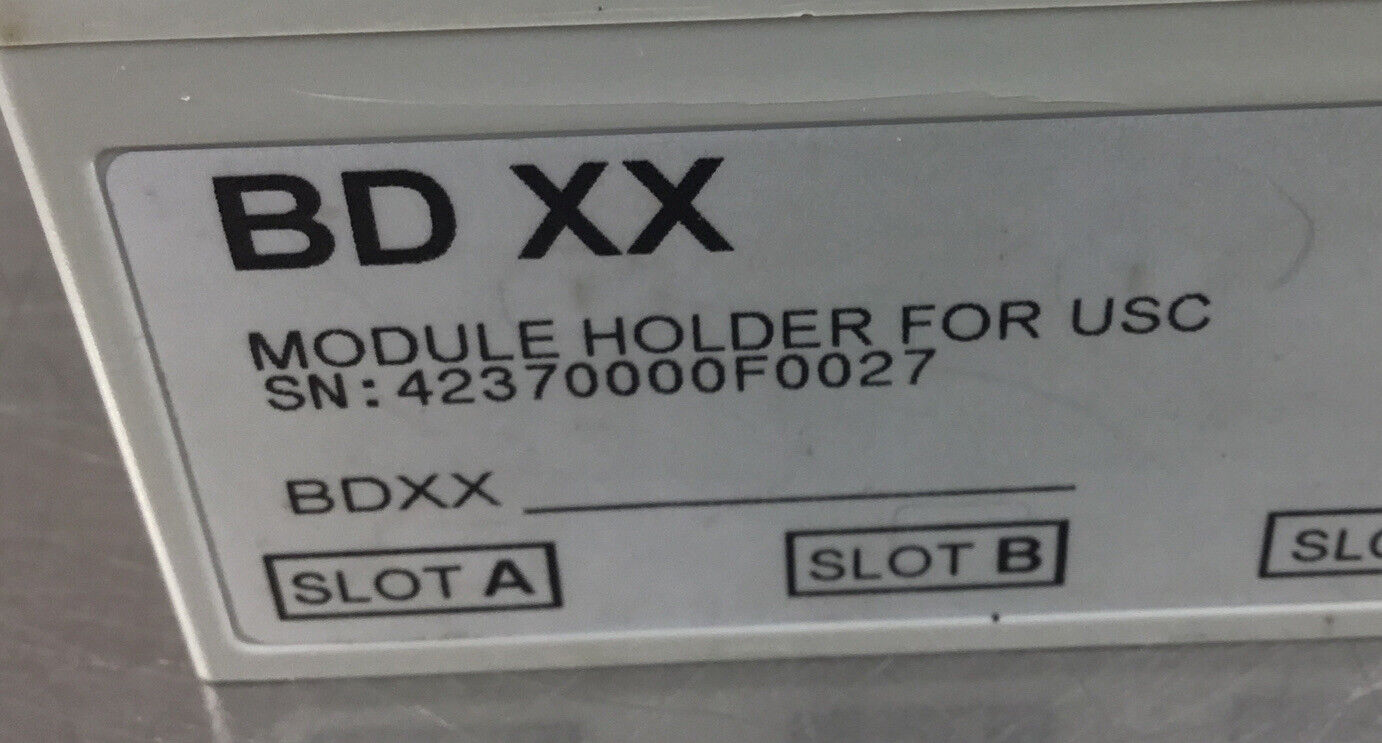 BD XX
MODULE HOLDER FOR USC
SN:42370000F0027
BDXX
SLOT A
SLOT B